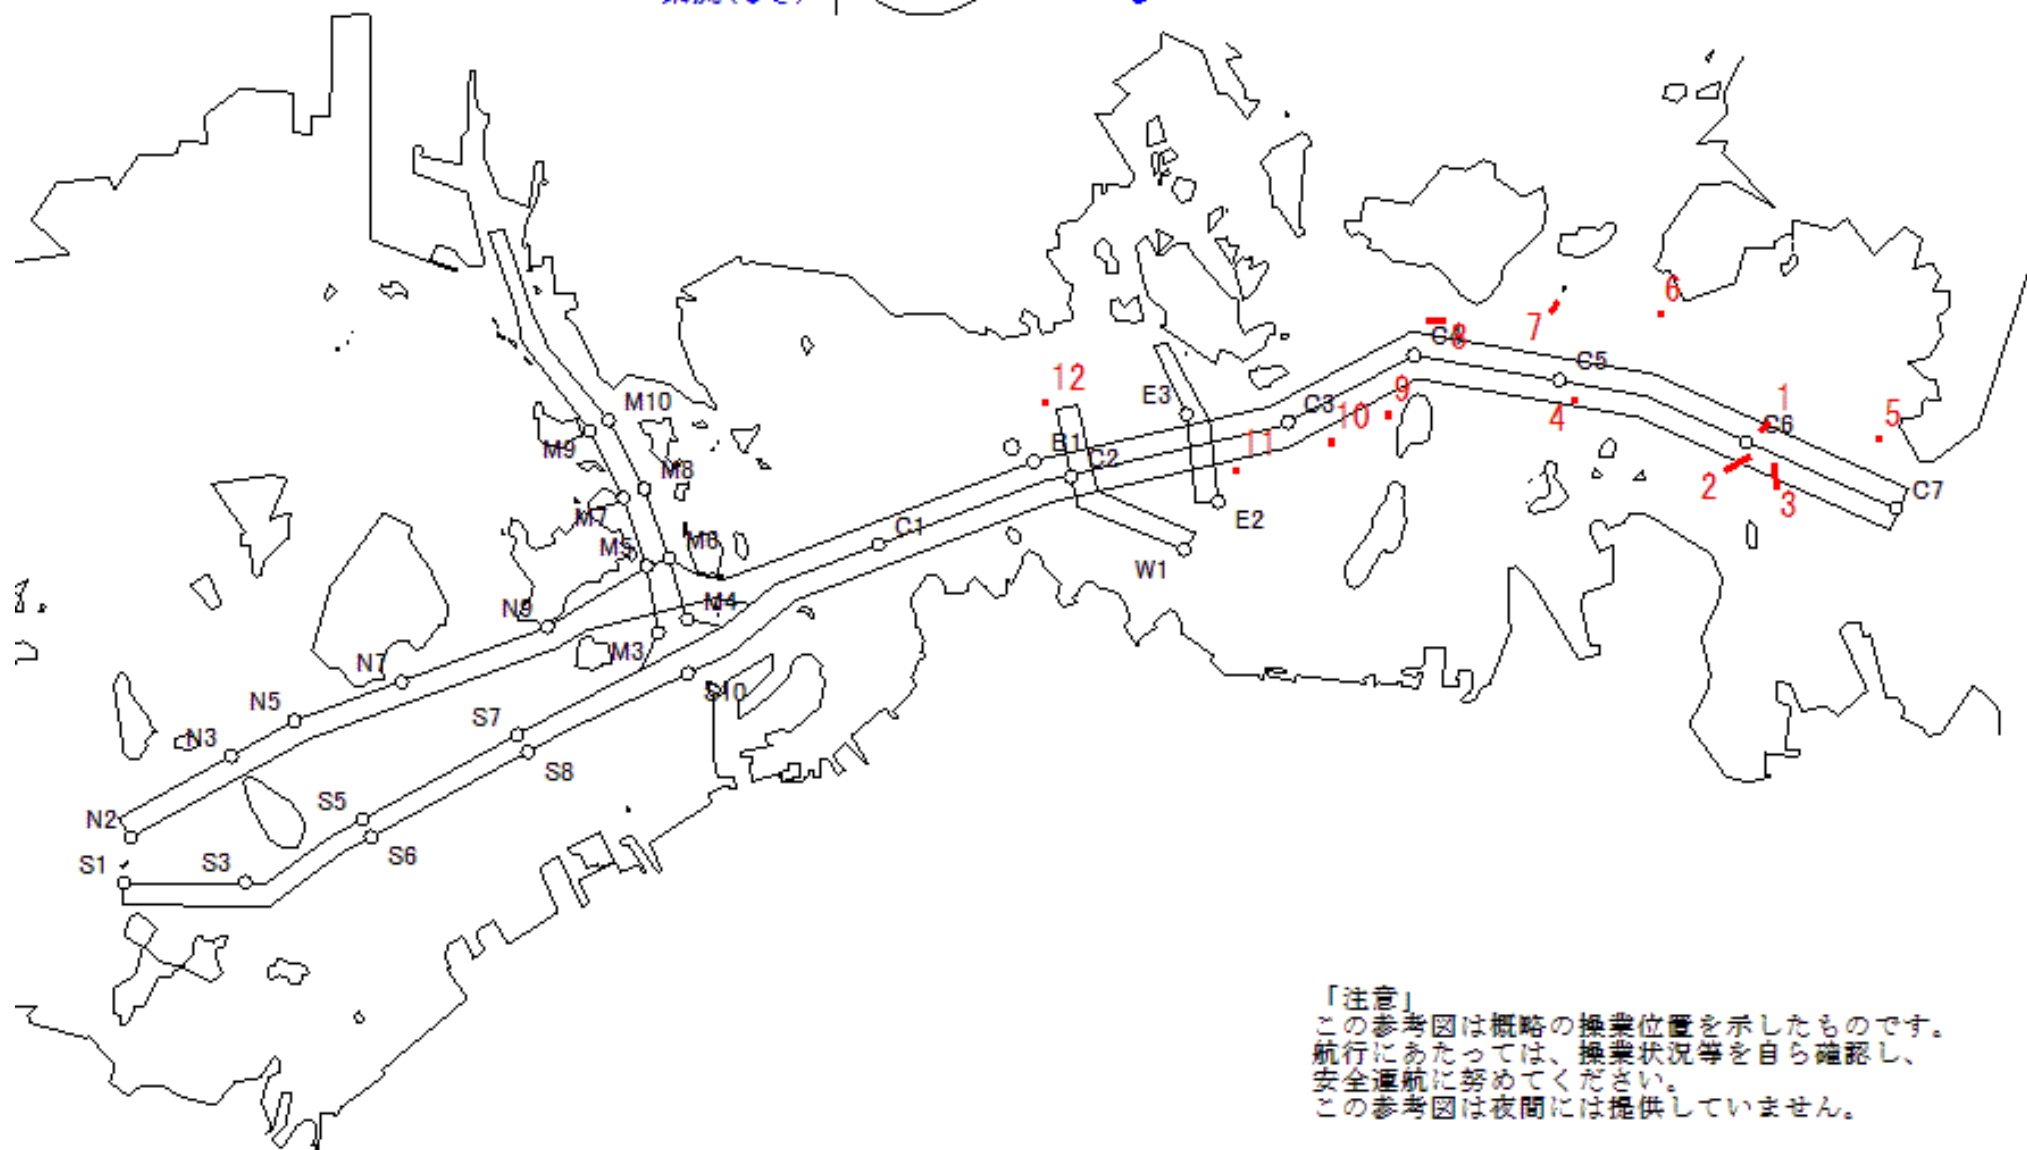 12
6
7
C4
8
C5
9
4
10
11
1
C6
5
2
3
C7
E3
C3
B1
C2
E2
W1
C1
M10
M9
M8
M7
M5
M6
M4
M3
N9
N7
N5
N3
N2
S1
S3
S5
S6
S7
S8
S10
「注意」
この参考図は概略の操業位置を示したものです。
航行にあたっては、操業状況等を自ら確認し、
安全運航に努めてください。
この参考図は夜間には提供していません。